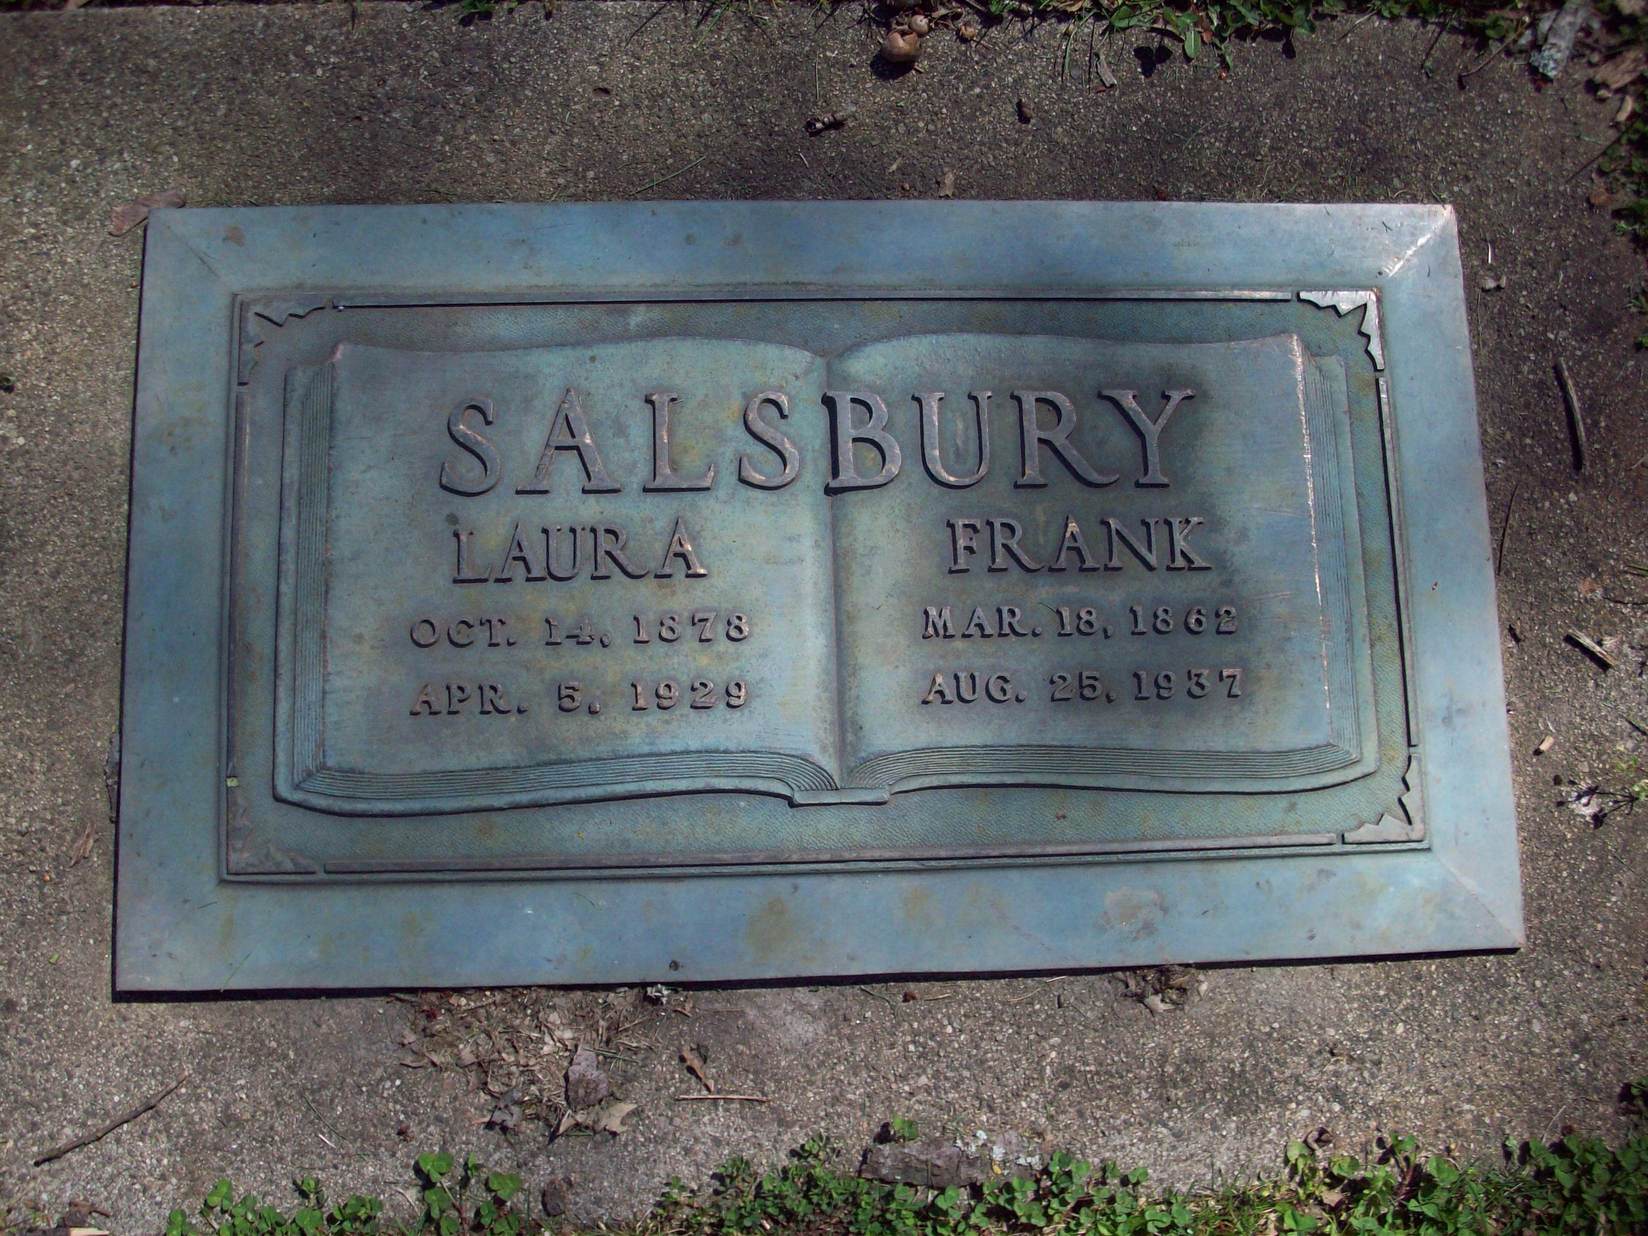 SALSBURY
LAURA
OCT. 14, 1878
APR. 5, 1929
FRANK
MAR. 18, 1862
AUG. 25, 1937